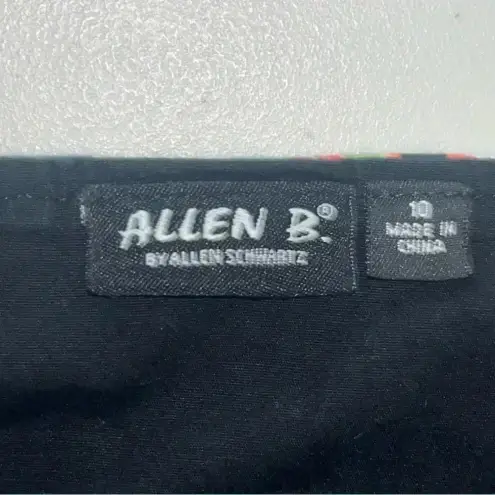 ALLEN B.®
BY ALLEN SCHWARTZ
10
MADE IN
CHINA